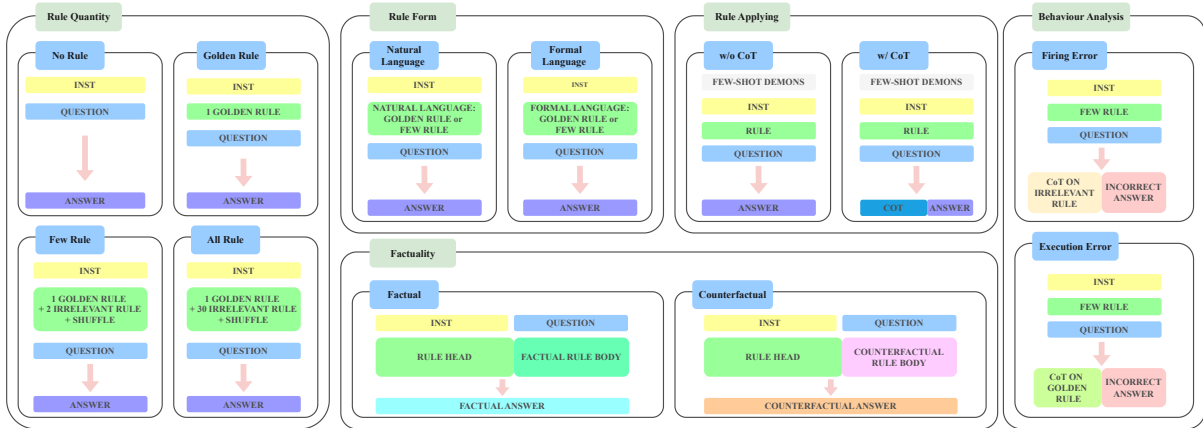 Rule Quantity
No Rule
INST
QUESTION
ANSWER
Golden Rule
INST
1 GOLDEN RULE
QUESTION
ANSWER
Few Rule
INST
1 GOLDEN RULE
+ 2 IRRELEVANT RULE
+ SHUFFLE
QUESTION
ANSWER
All Rule
INST
1 GOLDEN RULE
+ 30 IRRELEVANT RULE
+ SHUFFLE
QUESTION
ANSWER
Rule Form
Natural
Language
INST
NATURAL LANGUAGE:
GOLDEN RULE or
FEW RULE
QUESTION
ANSWER
Formal
Language
INST
FORMAL LANGUAGE:
GOLDEN RULE or
FEW RULE
QUESTION
ANSWER
Rule Applying
w/o CoT
FEW-SHOT DEMONS
INST
RULE
QUESTION
ANSWER
w/ CoT
FEW-SHOT DEMONS
INST
RULE
QUESTION
COT ANSWER
Factuality
Factual
INST QUESTION
RULE HEAD FACTUAL RULE BODY
FACTUAL ANSWER
Counterfactual
INST QUESTION
RULE HEAD
COUNTERFACTUAL
RULE BODY
COUNTERFACTUAL ANSWER
Behaviour Analysis
Firing Error
INST
FEW RULE
QUESTION
CoT ON
IRRELEVANT
RULE
INCORRECT
ANSWER
Execution Error
INST
FEW RULE
QUESTION
CoT ON
GOLDEN
RULE
INCORRECT
ANSWER